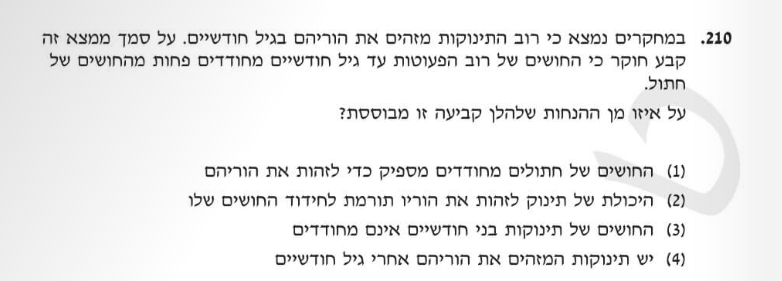 210. במחקרים נמצא כי רוב התינוקות מזהים את הוריהם בגיל חודשיים. על סמך ממצא זה
קבע חוקר כי החושים של רוב הפעוטות עד גיל חודשיים מחודדים פחות מהחושים של
חתול.
על איזו מן ההנחות שלהלן קביעה זו מבוססת?
(1) החושים של חתולים מחודדים מספיק כדי לזהות את הוריהם
(2) היכולת של תינוק לזהות את הוריו תורמת לחידוד החושים שלו
(3) החושים של תינוקות בני חודשיים אינם מחודדים
(4) יש תינוקות המזהים את הוריהם אחרי גיל חודשיים